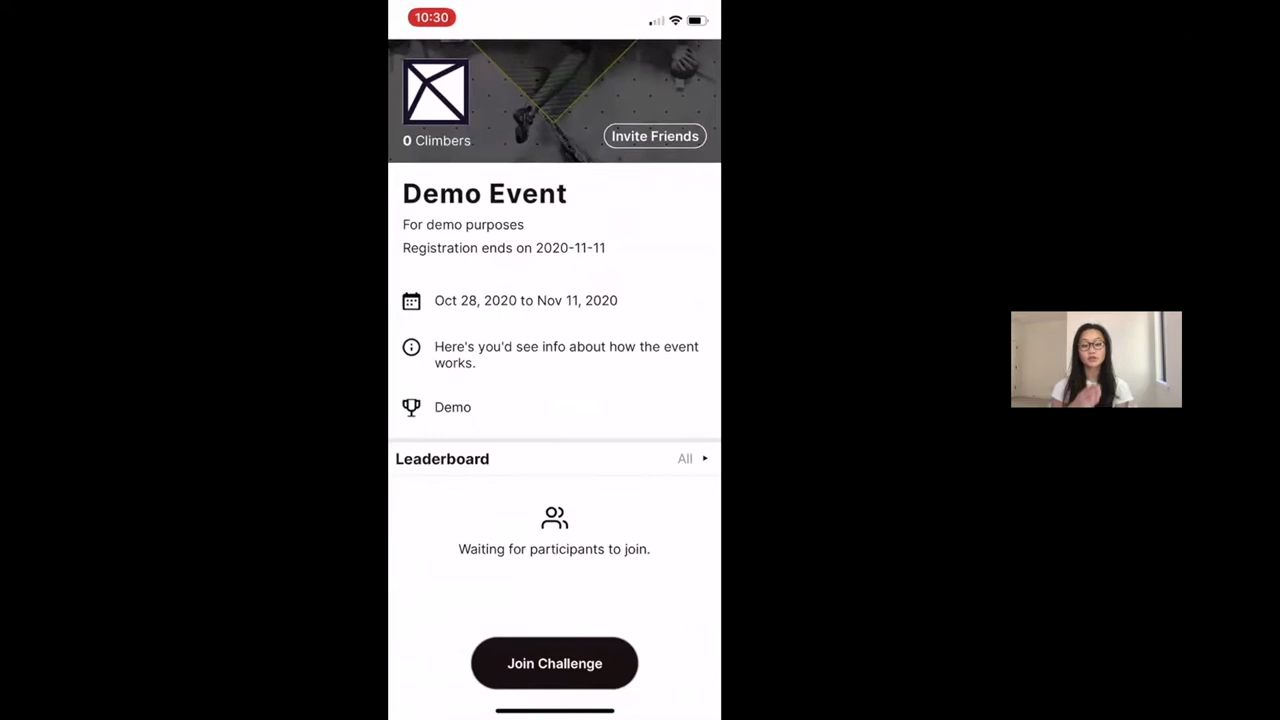 10:30
0 Climbers
Invite Friends
Demo Event
For demo purposes
Registration ends on 2020-11-11
Oct 28, 2020 to Nov 11, 2020
Here's you'd see info about how the event
works.
Demo
Leaderboard
All
Waiting for participants to join.
Join Challenge